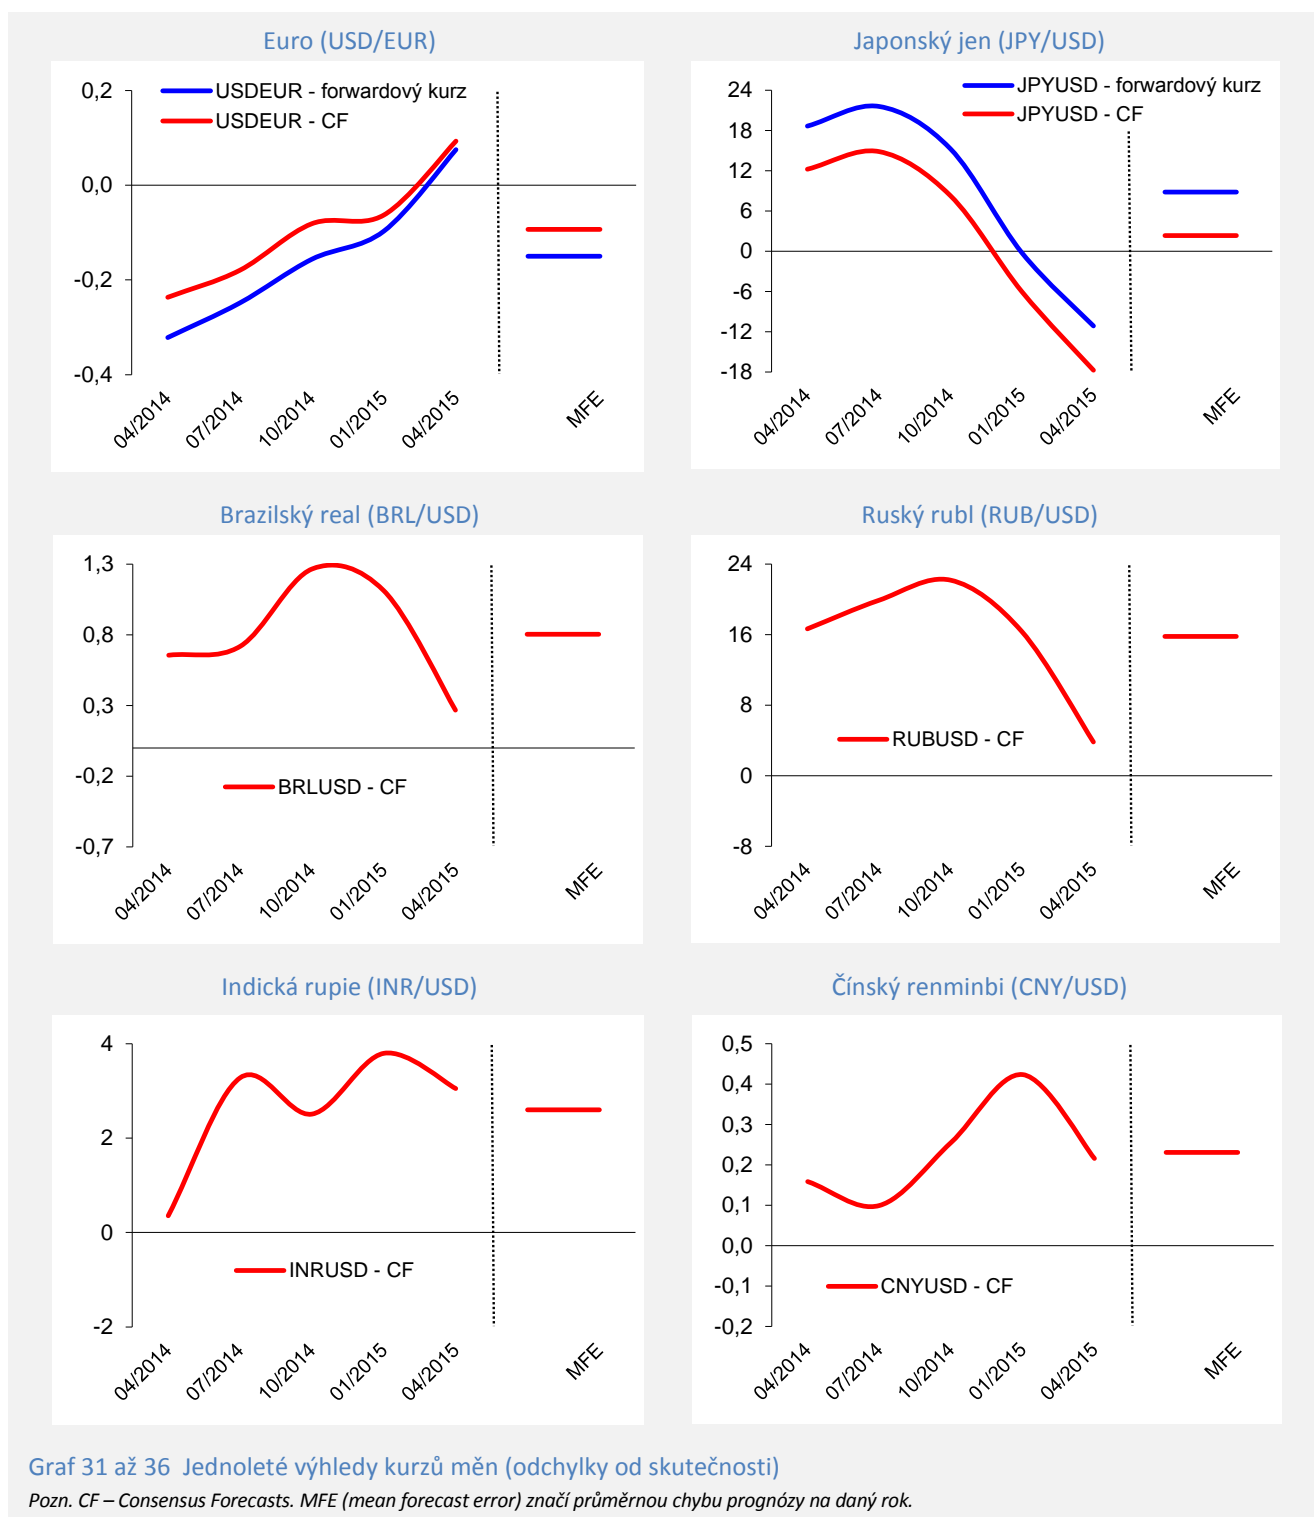 Euro (USD/EUR)
USDEUR - forwardový kurz
USDEUR - CF
0,2
0,0
-0,2
-0,4
04/2014
07/2014
10/2014
01/2015
04/2015
MFE
Japonský jen (JPY/USD)
JPYUSD - forwardový kurz
JPYUSD - CF
24
18
12
6
0
-6
-12
-18
04/2014
07/2014
10/2014
01/2015
04/2015
MFE
Brazilský real (BRL/USD)
1,3
0,8
0,3
-0,2
-0,7
BRLUSD - CF
04/2014
07/2014
10/2014
01/2015
04/2015
MFE
Ruský rubl (RUB/USD)
24
16
8
0
-8
RUBUSD - CF
04/2014
07/2014
10/2014
01/2015
04/2015
MFE
Indická rupie (INR/USD)
4
2
0
-2
INRUSD - CF
04/2014
07/2014
10/2014
01/2015
04/2015
MFE
Čínský renminbi (CNY/USD)
0,5
0,4
0,3
0,2
0,1
0,0
-0,1
-0,2
CNYUSD - CF
04/2014
07/2014
10/2014
01/2015
04/2015
MFE
Graf 31 až 36 Jednoleté výhledy kurzů měn (odchylky od skutečnosti)
Pozn. CF – Consensus Forecasts. MFE (mean forecast error) značí průměrnou chybu prognózy na daný rok.